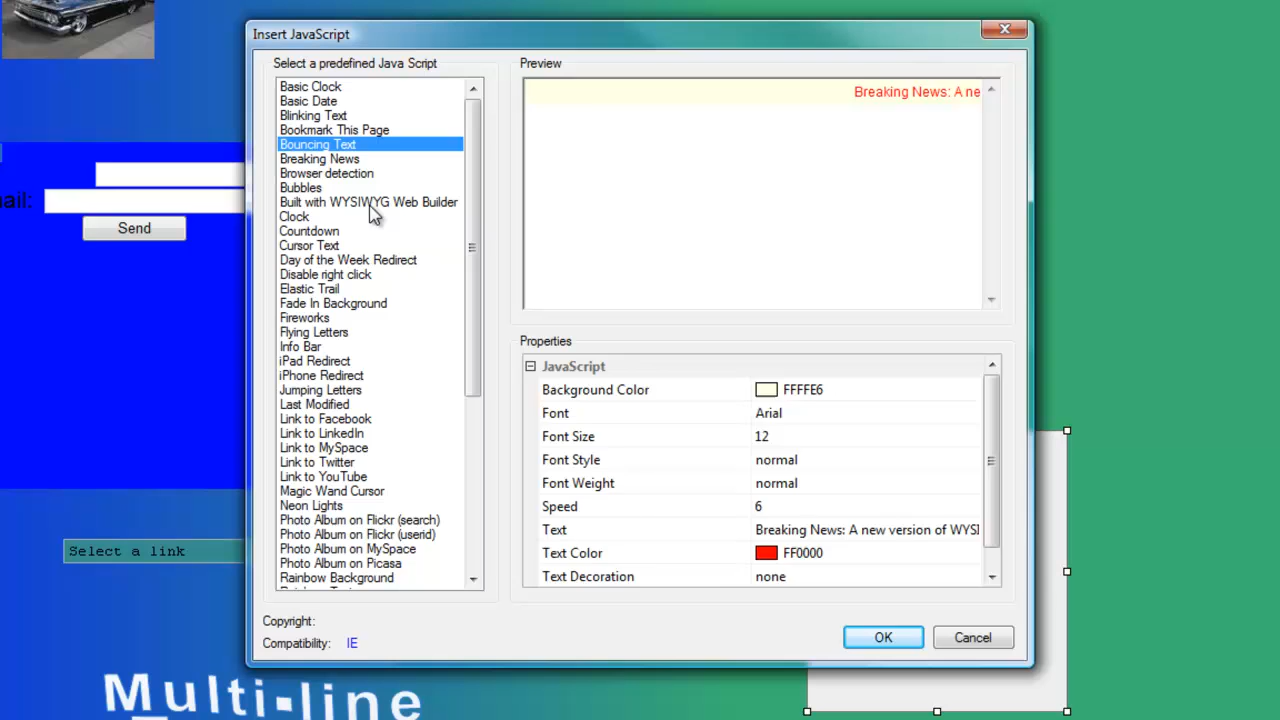 Insert JavaScript
Select a predefined Java Script
Basic Clock
Basic Date
Blinking Text
Bookmark This Page
Bouncing Text
Breaking News
Browser detection
Bubbles
Built with WYSIWYG Web Builder
Clock
Countdown
Cursor Text
Day of the Week Redirect
Disable right click
Elastic Trail
Fade In Background
Fireworks
Flying Letters
Info Bar
iPad Redirect
iPhone Redirect
Jumping Letters
Last Modified
Link to Facebook
Link to LinkedIn
Link to MySpace
Link to Twitter
Link to YouTube
Magic Wand Cursor
Neon Lights
Photo Album on Flickr (search)
Photo Album on Flickr (userid)
Photo Album on MySpace
Photo Album on Picasa
Rainbow Background
Preview
Breaking News: A ne
Properties
JavaScript
Background Color FFFFE6
Font Arial
Font Size 12
Font Style normal
Font Weight normal
Speed 6
Text Breaking News: A new version of WYSI
Text Color FF0000
Text Decoration none
Copyright:
Compatibility: IE
OK Cancel
ail:
Send
Select a link
Multi-line